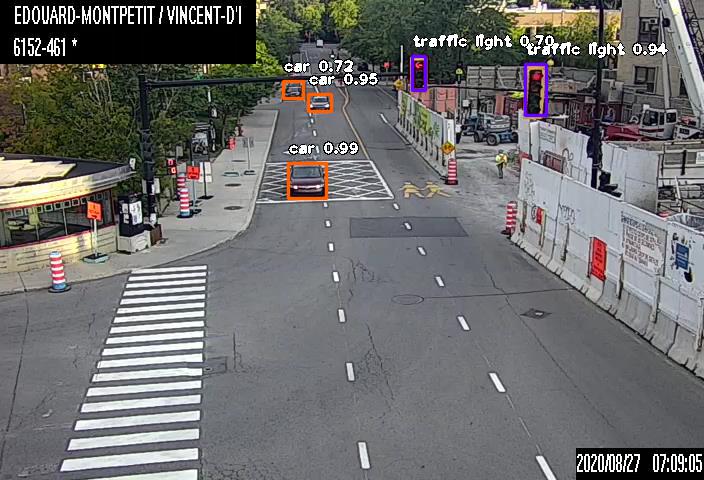 EDOUARD-MONTPETIT / VINCENT-D'I
6152-461 *
traffic light 0.70
traffic light 0.94
car 0.72
car 0.95
car 0.99
2020/08/27 07:09:05